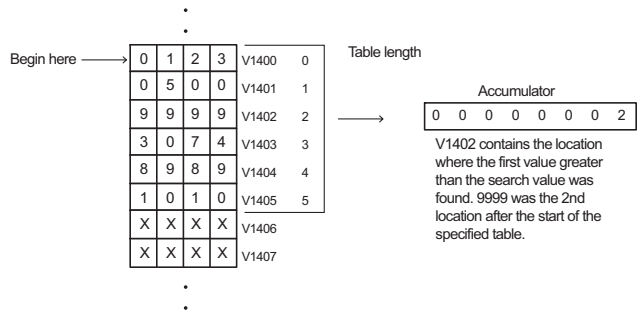 Begin here
0 1 2 3 V1400 0
0 5 0 0 V1401 1
9 9 9 9 V1402 2
3 0 7 4 V1403 3
8 9 8 9 V1404 4
1 0 1 0 V1405 5
X X X X V1406
X X X X V1407
Table length
Accumulator
0 0 0 0 0 0 0 2
V1402 contains the location
where the first value greater
than the search value was
found. 9999 was the 2nd
location after the start of the
specified table.